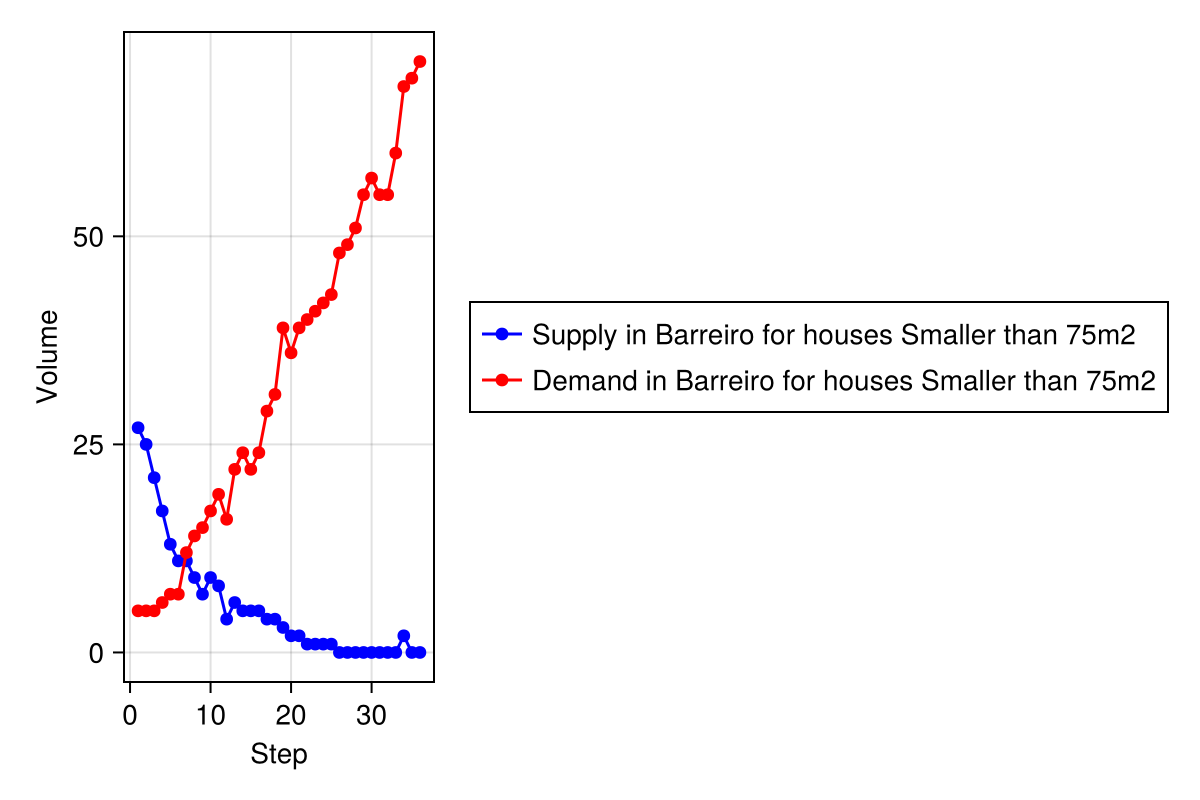 Volume
50
25
0
0 10 20 30
Step
Supply in Barreiro for houses Smaller than 75m2
Demand in Barreiro for houses Smaller than 75m2